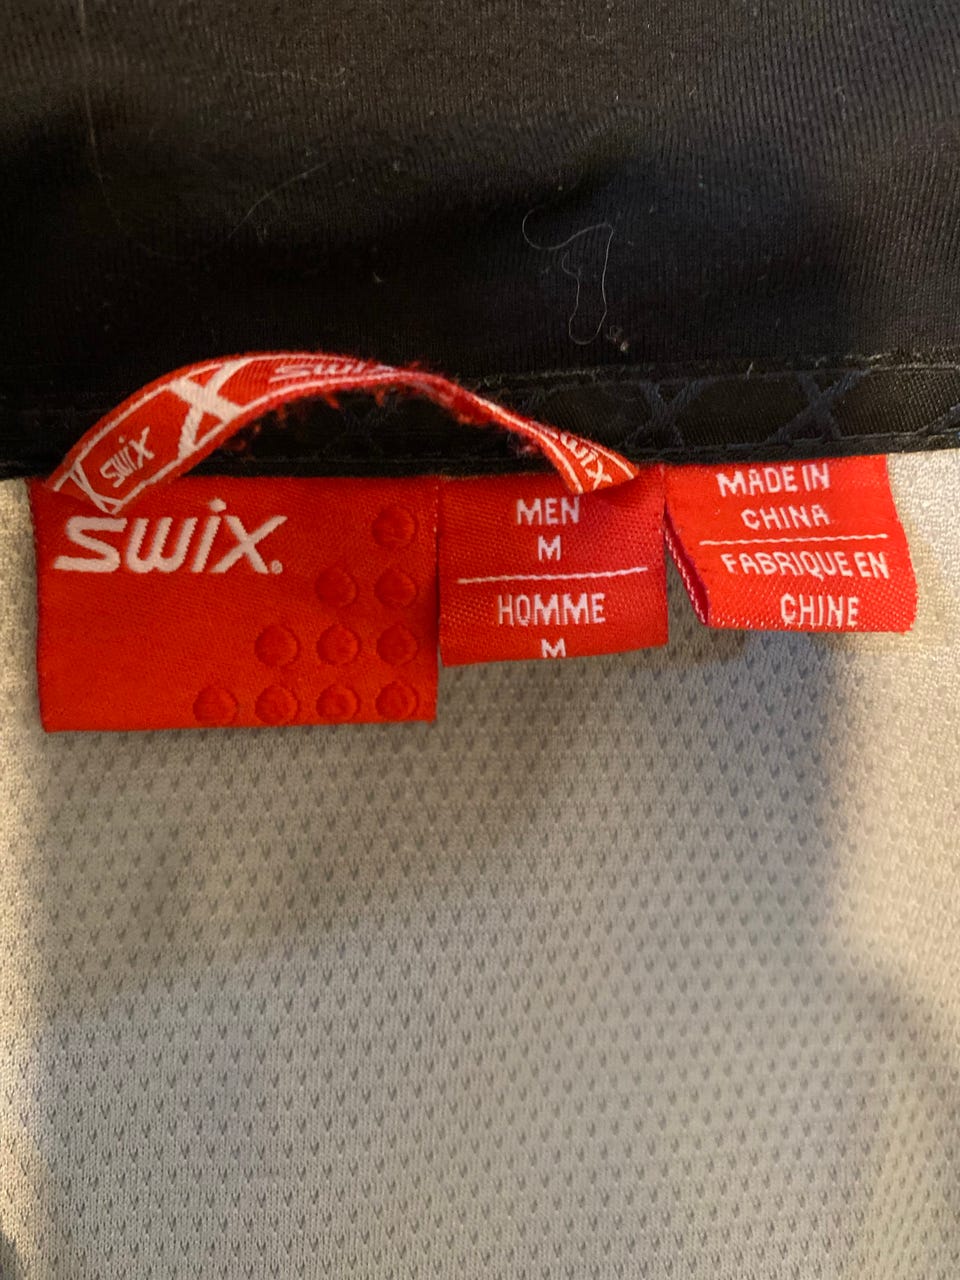 swix
swix
swix
swix.
MEN
M
HOMME
M
MADE IN
CHINA
FABRIQUE EN
CHINE